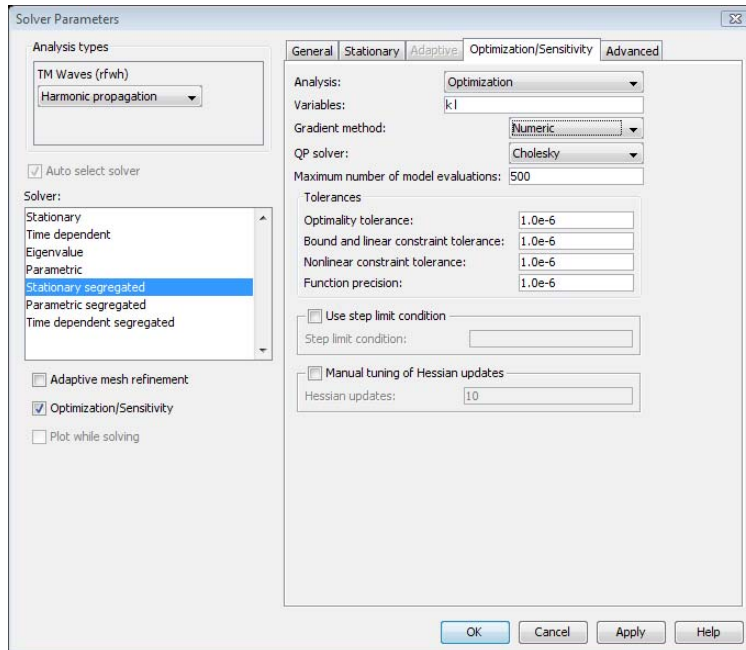 Solver Parameters
Analysis types
TM Waves (rfwh)
Harmonic propagation
Auto select solver
Solver:
Stationary
Time dependent
Eigenvalue
Parametric
Stationary segregated
Parametric segregated
Time dependent segregated
Adaptive mesh refinement
Optimization/Sensitivity
Plot while solving
General Stationary Adaptive Optimization/Sensitivity Advanced
Analysis: Optimization
Variables: k l
Gradient method: Numeric
QP solver: Cholesky
Maximum number of model evaluations: 500
Tolerances
Optimality tolerance: 1.0e-6
Bound and linear constraint tolerance: 1.0e-6
Nonlinear constraint tolerance: 1.0e-6
Function precision: 1.0e-6
Use step limit condition
Step limit condition:
Manual tuning of Hessian updates
Hessian updates: 10
OK Cancel Apply Help